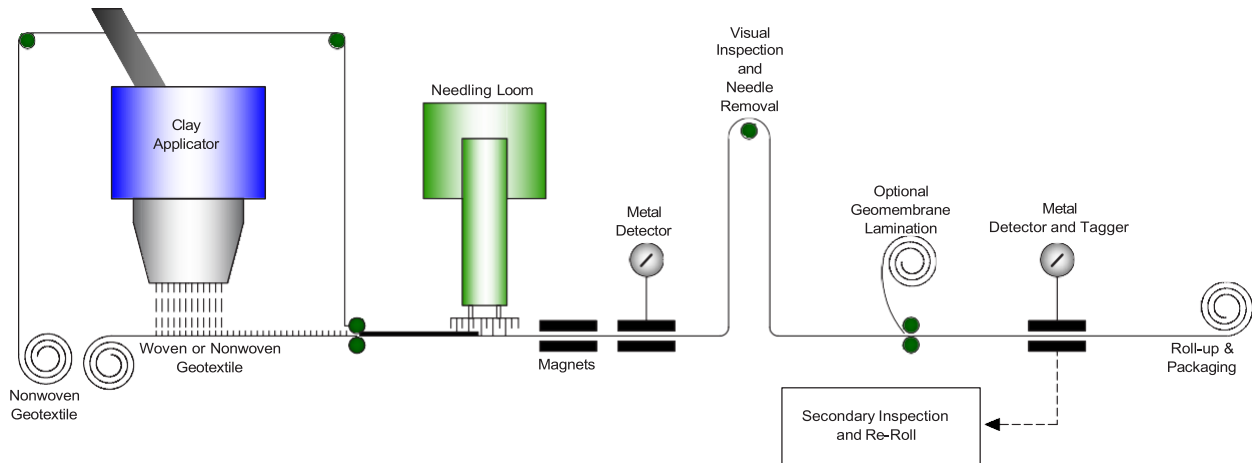 Clay
Applicator
Needling Loom
Visual
Inspection
and
Needle
Removal
Metal
Detector
Optional
Geomembrane
Lamination
Metal
Detector and Tagger
Nonwoven
Geotextile
Woven or Nonwoven
Geotextile
Magnets
Roll-up &
Packaging
Secondary Inspection
and Re-Roll